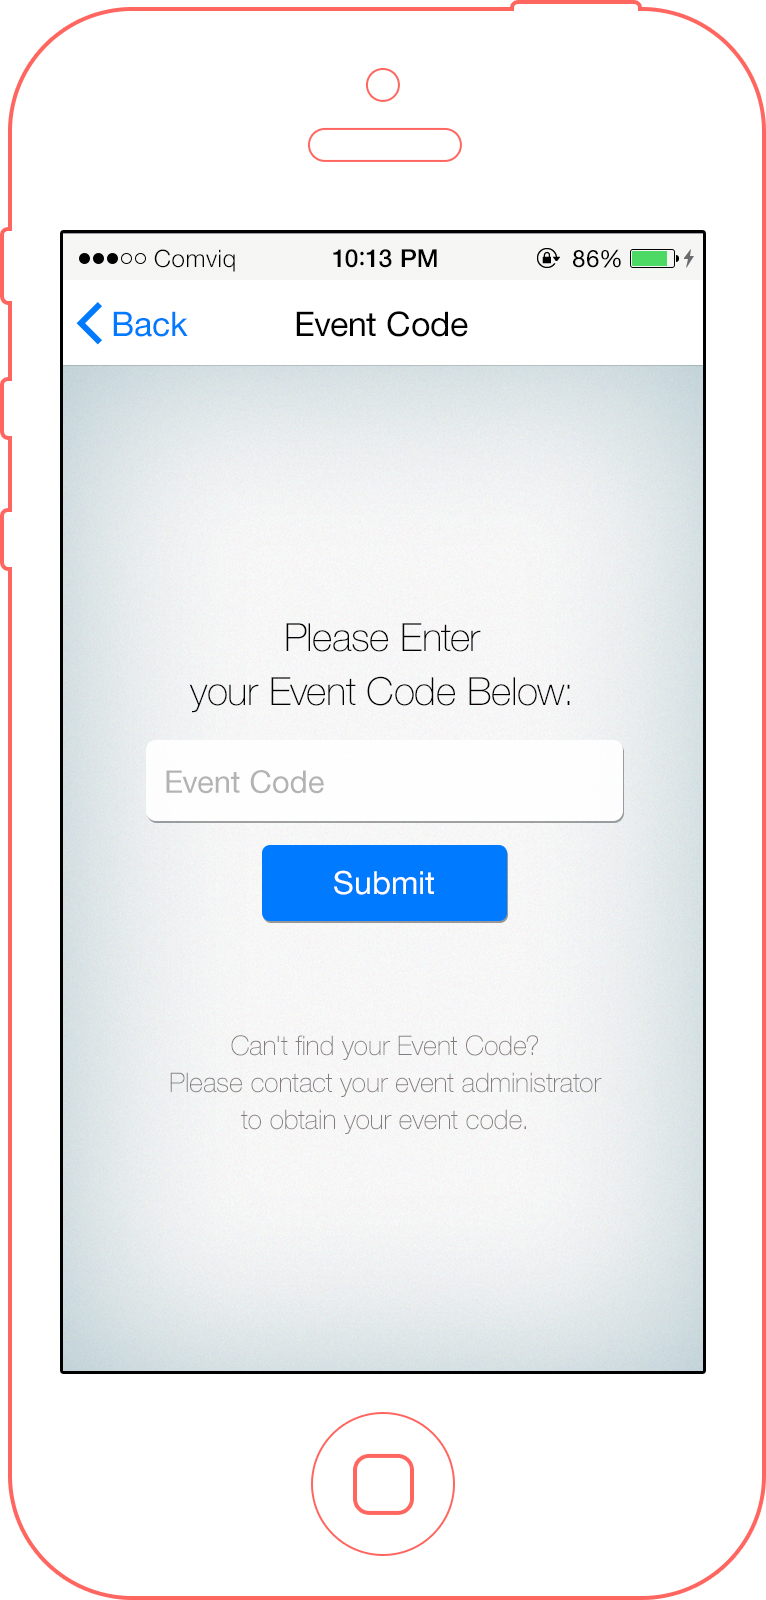 Comviq 10:13 PM 86%
Back Event Code
Please Enter
your Event Code Below:
Event Code
Submit
Can't find your Event Code?
Please contact your event administrator
to obtain your event code.